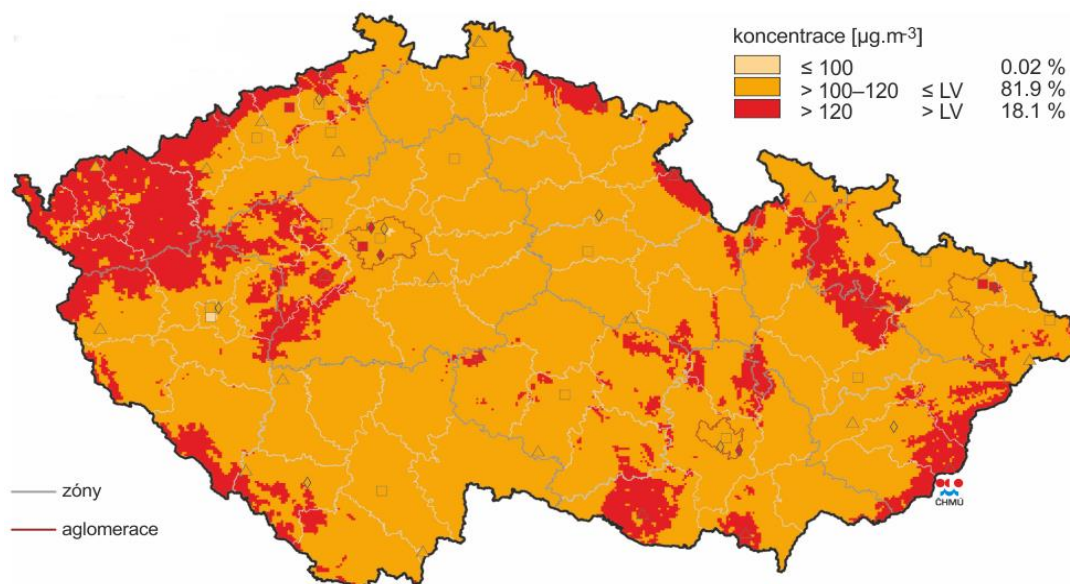 koncentrace [µg.m-3]
≤ 100 0.02 %
> 100–120 ≤ LV 81.9 %
> 120 > LV 18.1 %
zóny
aglomerace
ČHMÚ